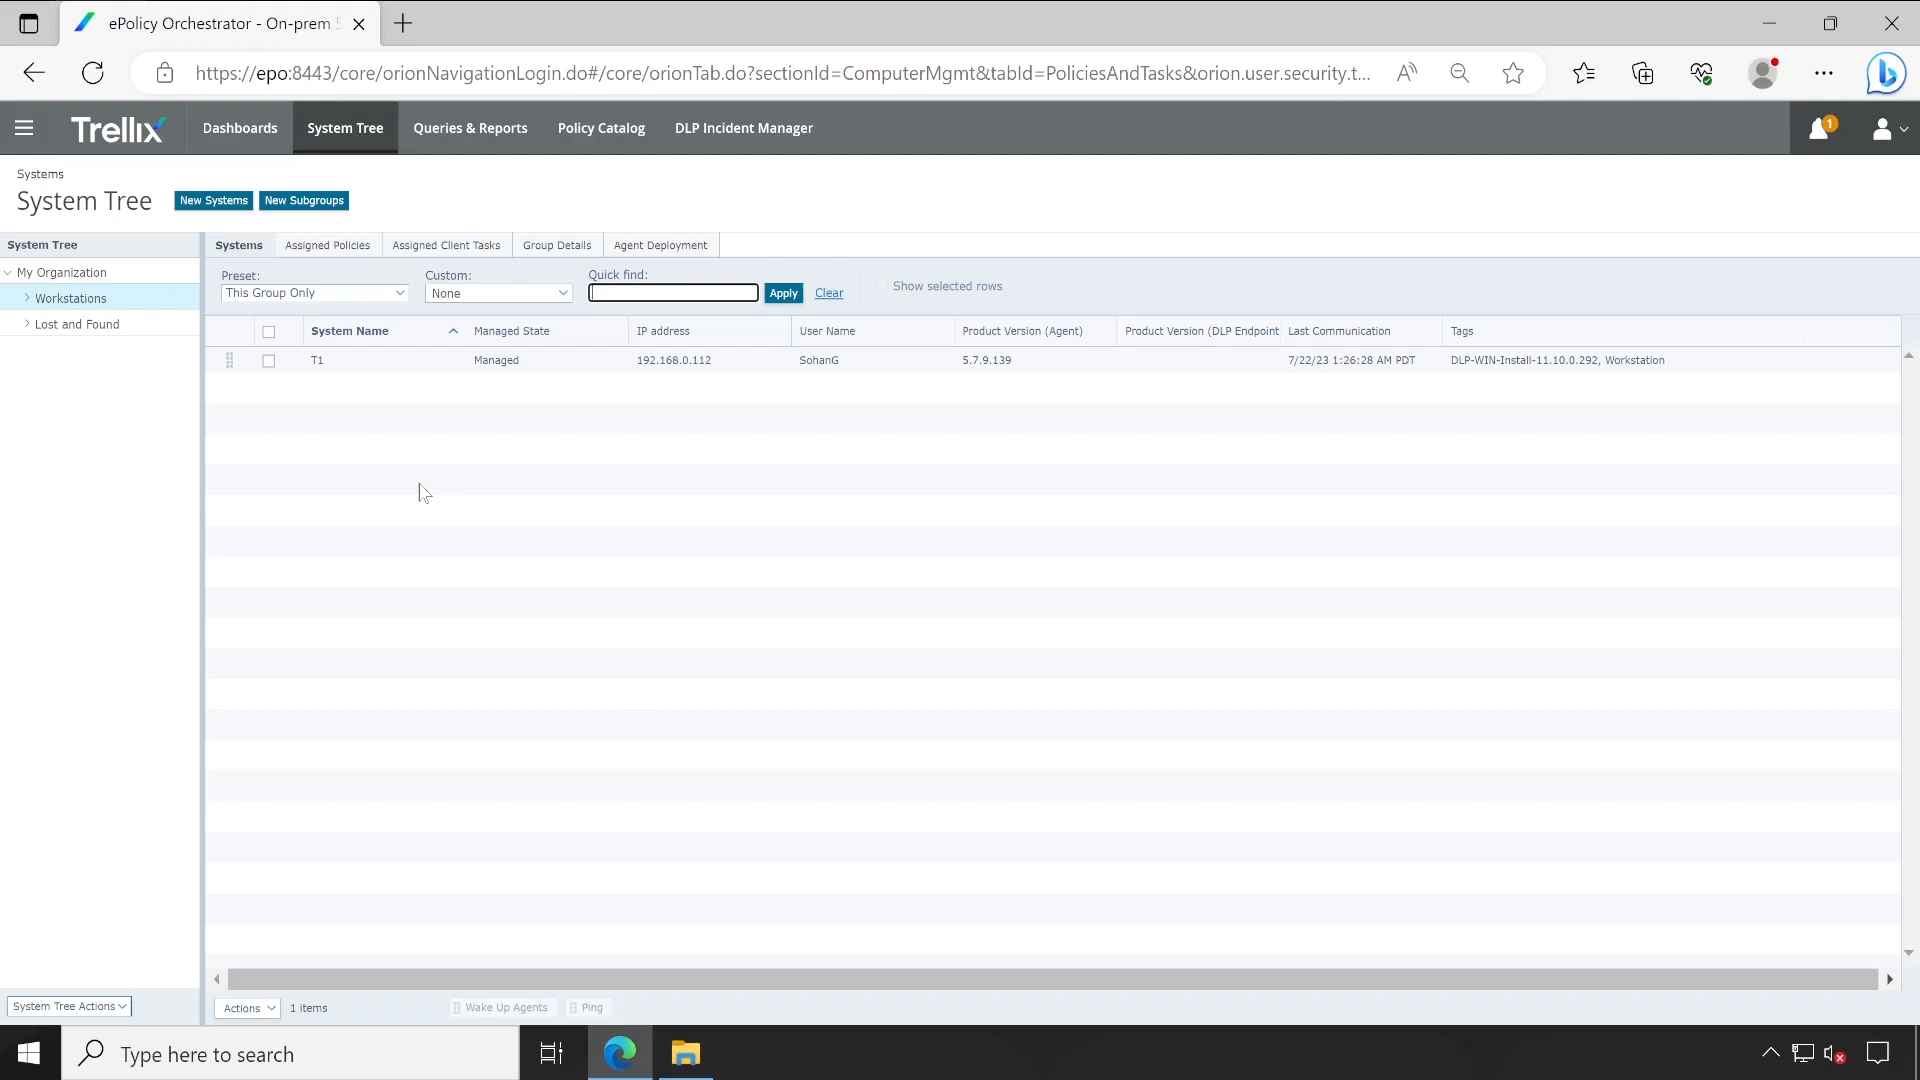 ePolicy Orchestrator - On-prem
https://epo:8443/core/orionNavigationLogin.do#/core/orionTab.do?sectionId=ComputerMgmt&tabId=PoliciesAndTasks&orion.user.security.t...
Trellix Dashboards System Tree Queries & Reports Policy Catalog DLP Incident Manager 1
Systems
System Tree New Systems New Subgroups
System Tree Systems Assigned Policies Assigned Client Tasks Group Details Agent Deployment
My Organization
Workstations
Lost and Found
Preset: Custom: Quick find:
This Group Only None Apply Clear Show selected rows
System Name Managed State IP address User Name Product Version (Agent) Product Version (DLP Endpoint Last Communication Tags
T1 Managed 192.168.0.112 SohanG 5.7.9.139 7/22/23 1:26:28 AM PDT DLP-WIN-Install-11.10.0.292, Workstation
System Tree Actions Actions 1 items Wake Up Agents Ping
Type here to search